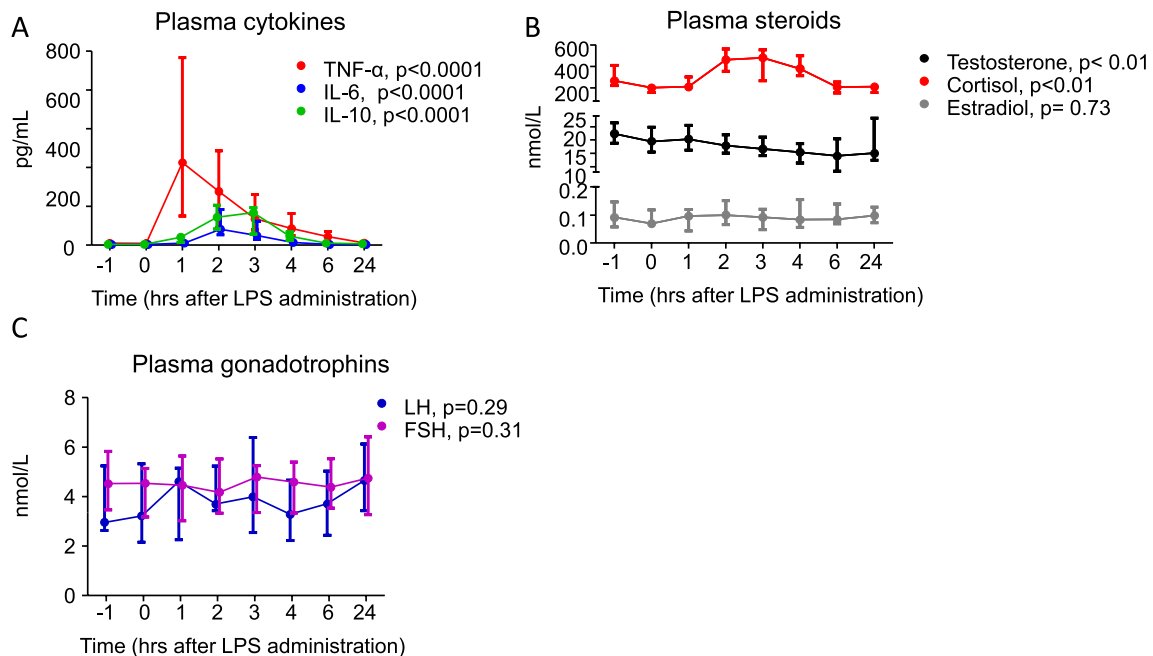 A
Plasma cytokines
800
600
400
200
0
pg/mL
TNF-α, p<0.0001
IL-6, p<0.0001
IL-10, p<0.0001
-1 0 1 2 3 4 6 24
Time (hrs after LPS administration)
B
Plasma steroids
600
400
200
25
20
15
10
0.2
0.1
0.0
nmol/L
Testosterone, p< 0.01
Cortisol, p<0.01
Estradiol, p= 0.73
-1 0 1 2 3 4 6 24
Time (hrs after LPS administration)
C
Plasma gonadotrophins
8
6
4
2
0
nmol/L
LH, p=0.29
FSH, p=0.31
-1 0 1 2 3 4 6 24
Time (hrs after LPS administration)